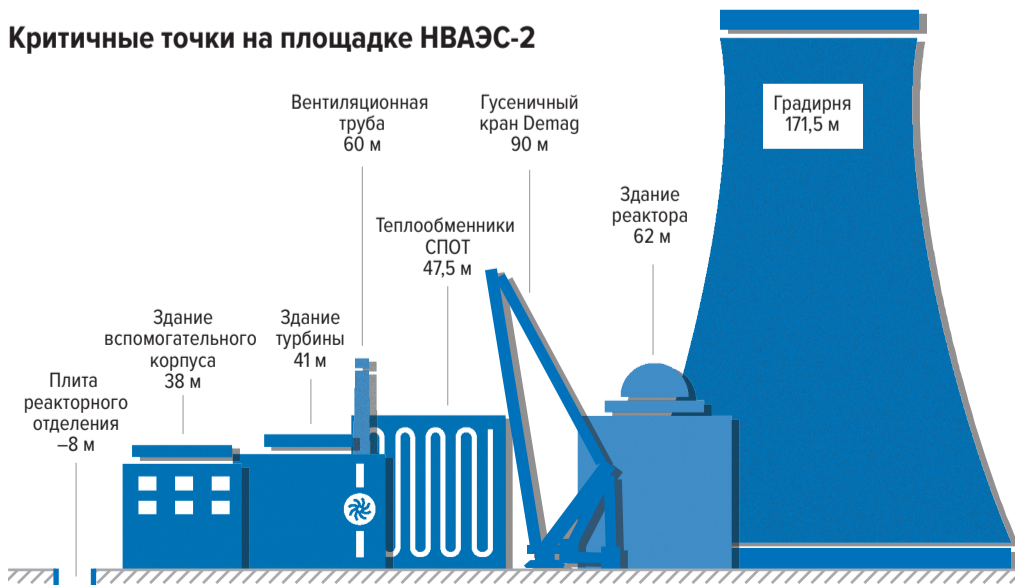 Критичные точки на площадке НВАЭС-2
Вентиляционная
труба
60 м
Гусеничный
кран Demag
90 м
Градирня
171,5 м
Здание
реактора
62 м
Теплообменники
СПОТ
47,5 м
Здание
вспомогательного
корпуса
38 м
Здание
турбины
41 м
Плита
реакторного
отделения
–8 м